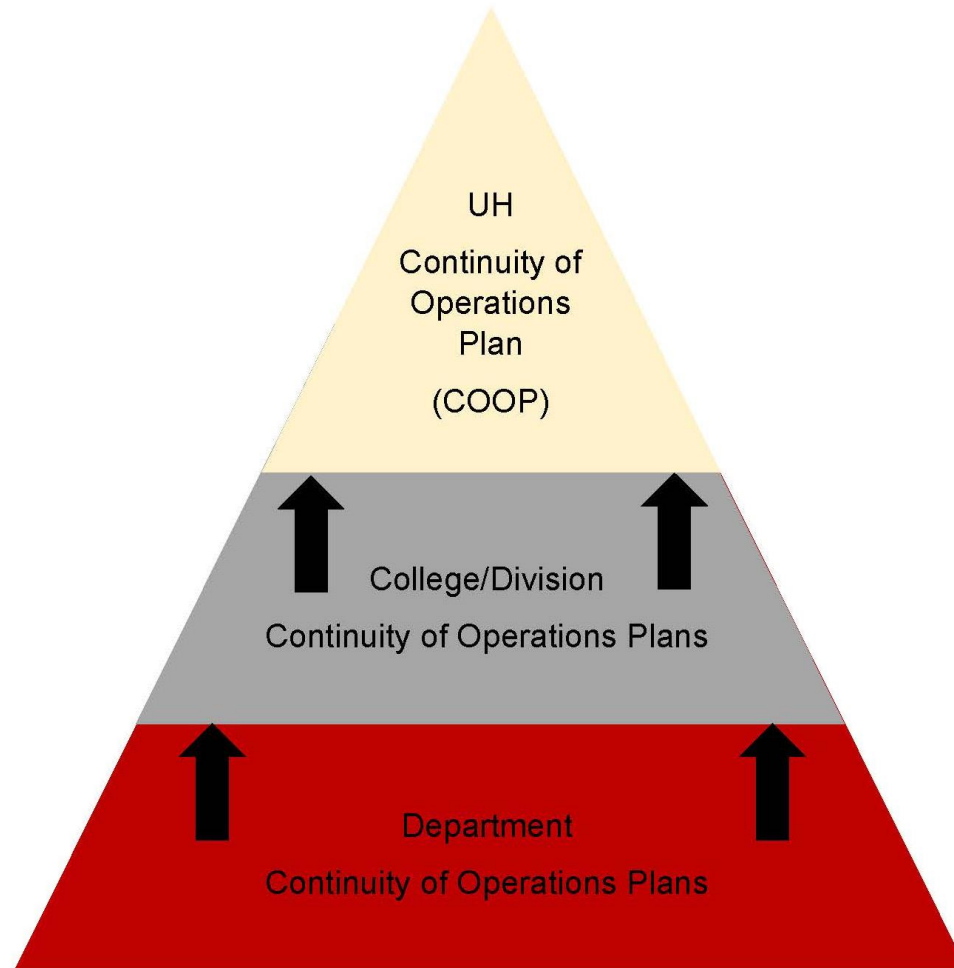 UH
Continuity of
Operations
Plan
(COOP)
College/Division
Continuity of Operations Plans
Department
Continuity of Operations Plans